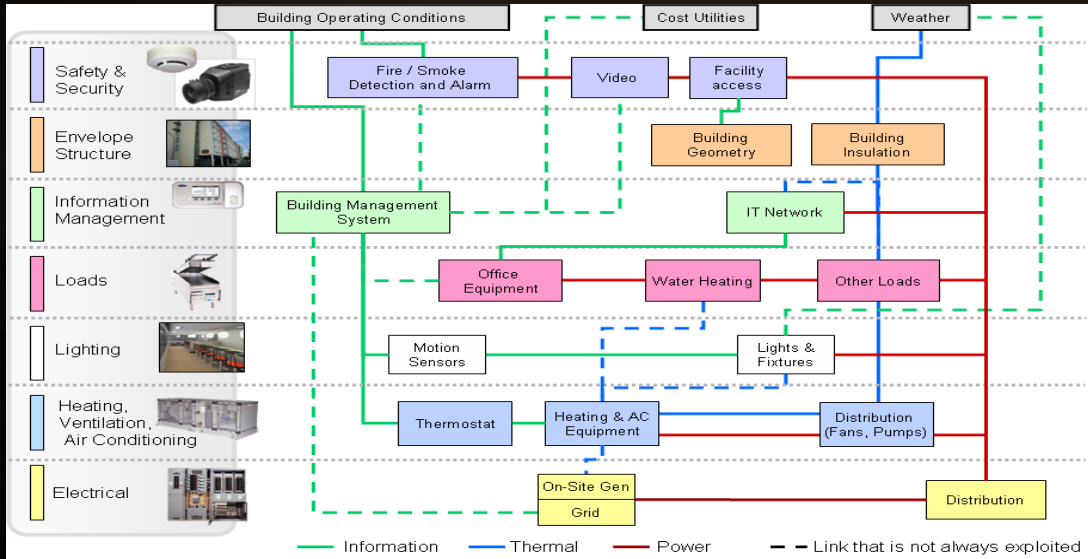 Building Operating Conditions
Cost Utilities
Weather
Safety &
Security
Fire / Smoke
Detection and Alarm
Video
Facility
access
Envelope
Structure
Building
Geometry
Building
Insulation
Information
Management
Building Management
System
IT Network
Loads
Office
Equipment
Water Heating
Other Loads
Lighting
Motion
Sensors
Lights &
Fixtures
Heating,
Ventilation,
Air Conditioning
Thermostat
Heating & AC
Equipment
Distribution
(Fans, Pumps)
Electrical
On-Site Gen
Grid
Distribution
Information
Thermal
Power
Link that is not always exploited